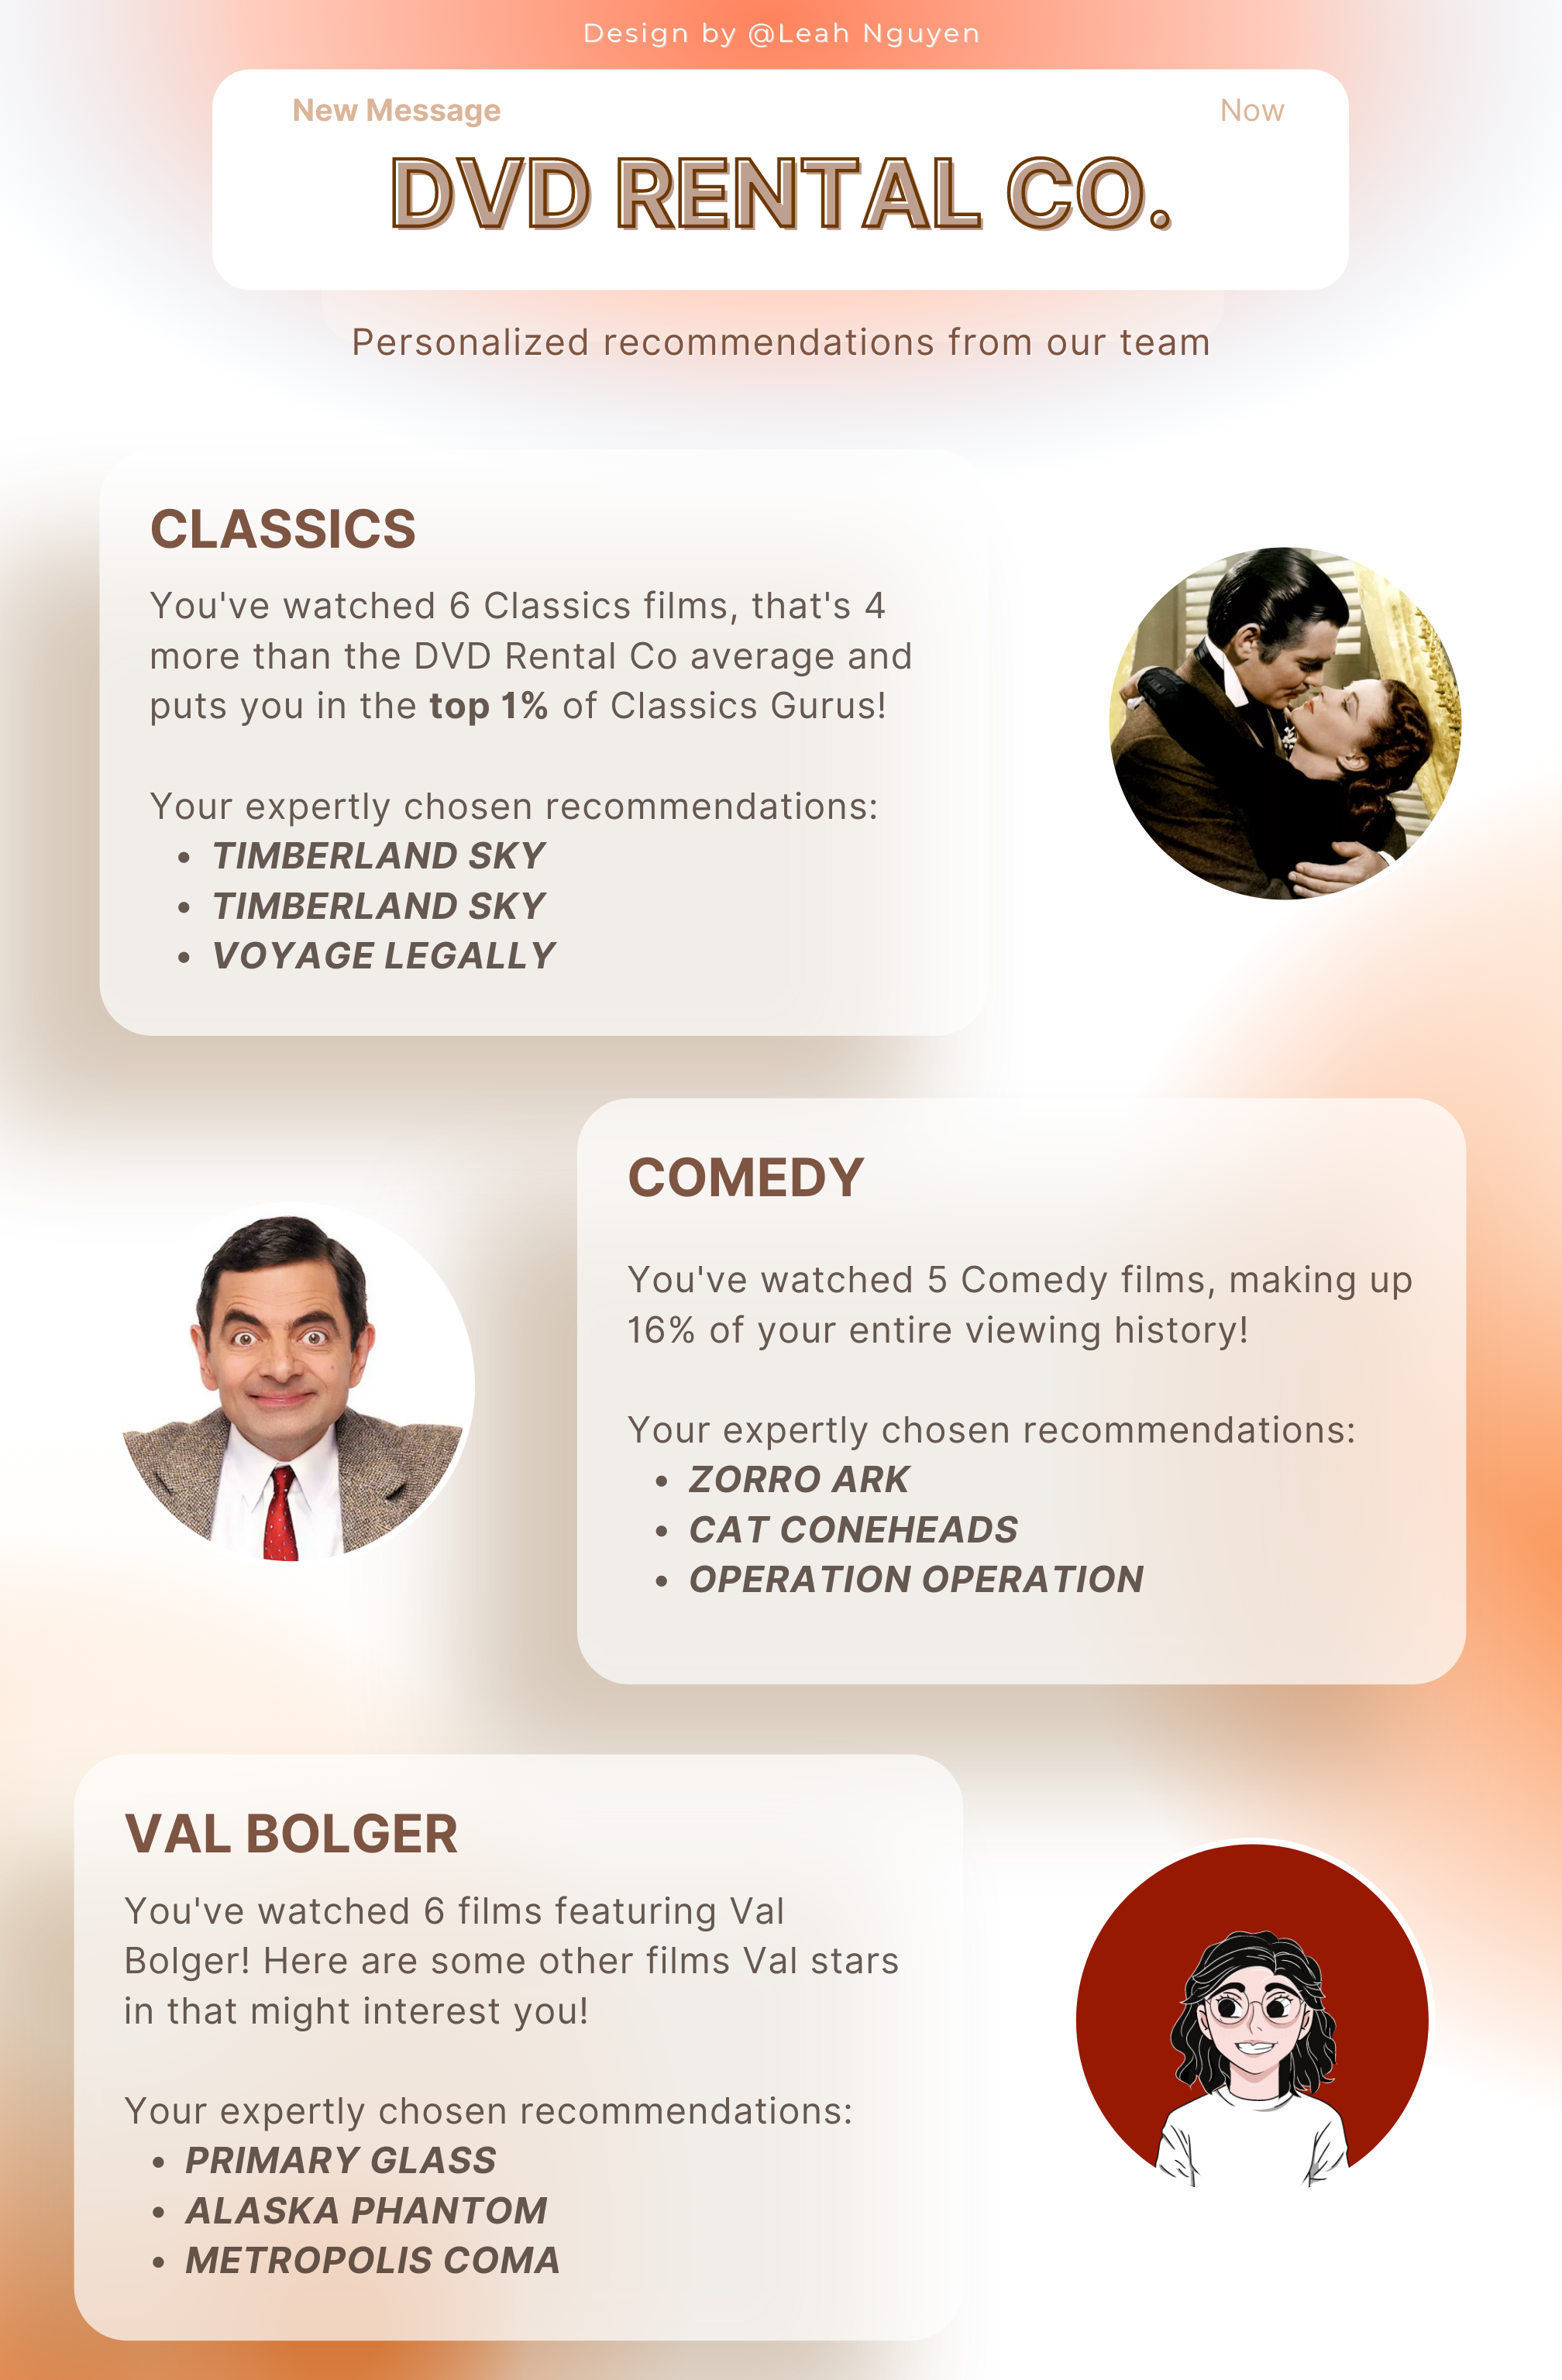 Design by @Leah Nguyen
New Message
Now
DVD RENTAL CO.
Personalized recommendations from our team
CLASSICS
You've watched 6 Classics films, that's 4
more than the DVD Rental Co average and
puts you in the top 1% of Classics Gurus!
Your expertly chosen recommendations:
• TIMBERLAND SKY
• TIMBERLAND SKY
• VOYAGE LEGALLY
COMEDY
You've watched 5 Comedy films, making up
16% of your entire viewing history!
Your expertly chosen recommendations:
• ZORRO ARK
• CAT CONEHEADS
• OPERATION OPERATION
VAL BOLGER
You've watched 6 films featuring Val
Bolger! Here are some other films Val stars
in that might interest you!
Your expertly chosen recommendations:
• PRIMARY GLASS
• ALASKA PHANTOM
• METROPOLIS COMA